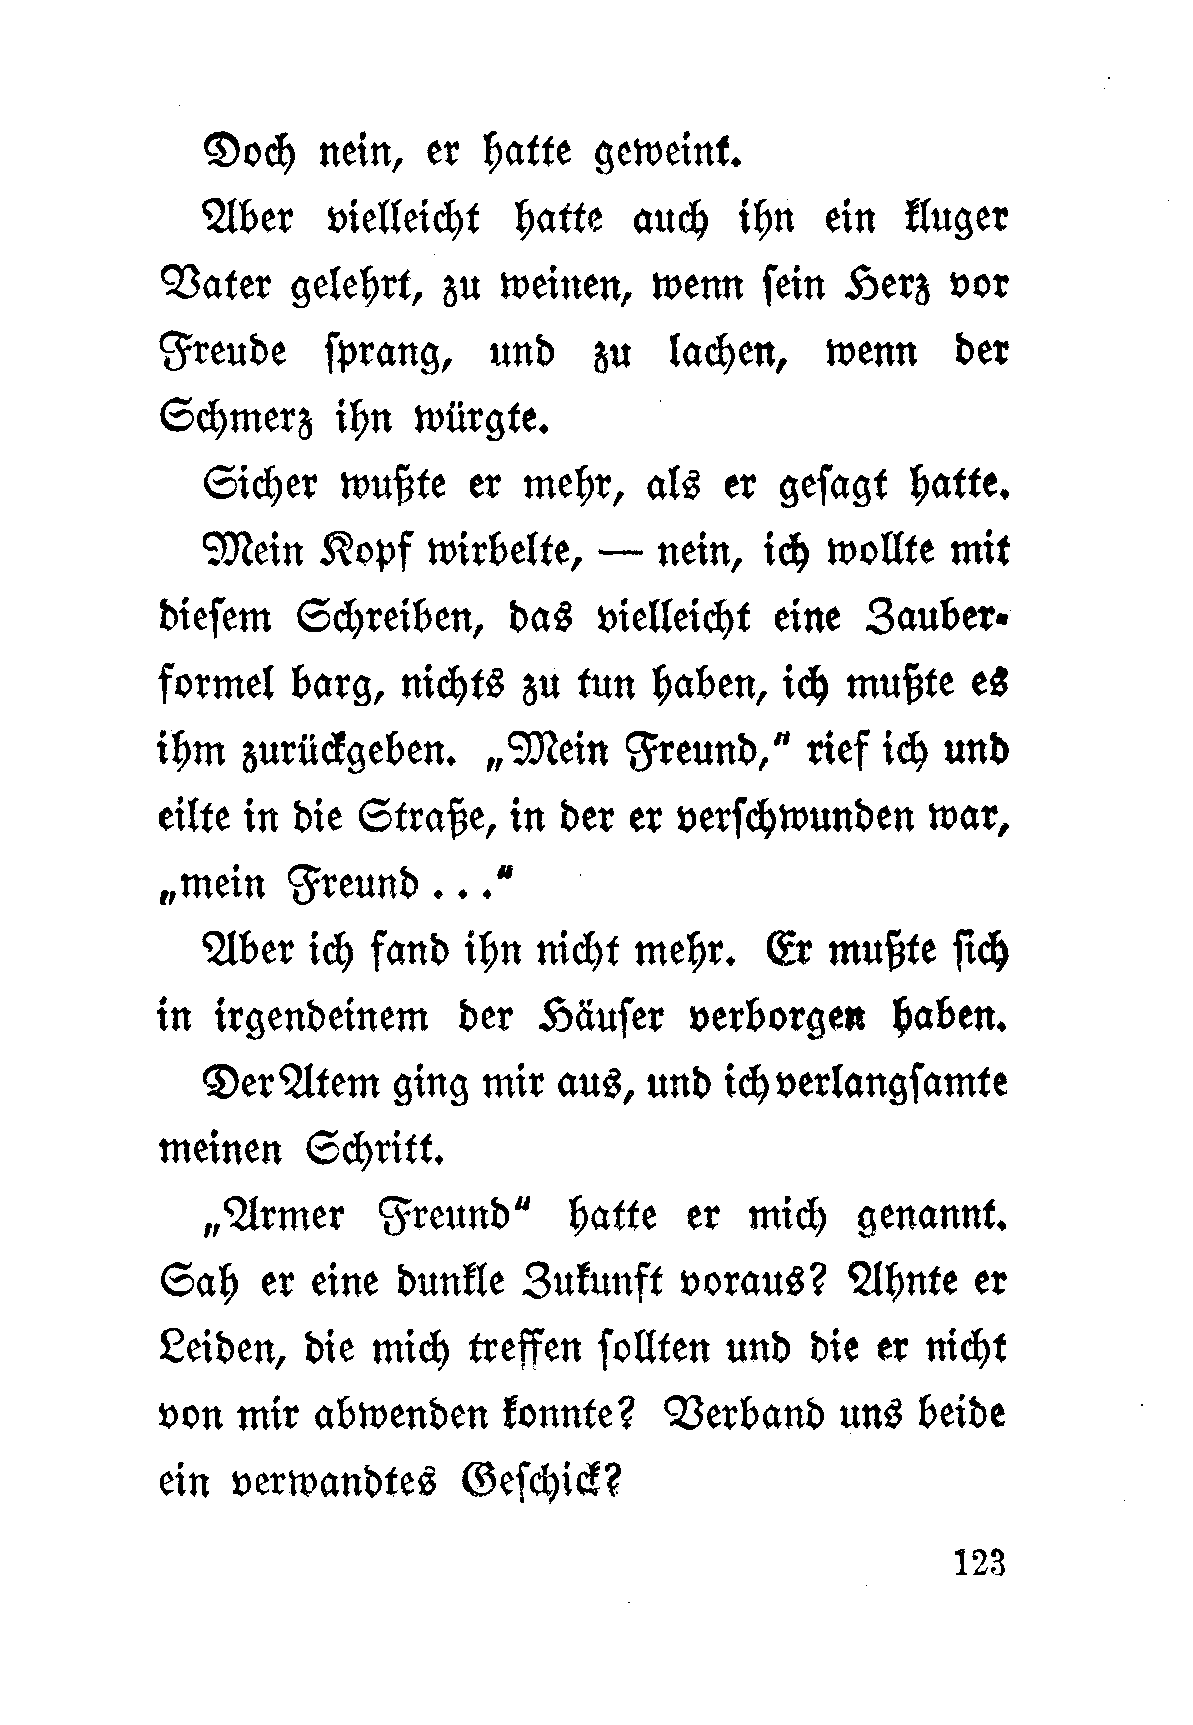 Doch nein, er hatte geweint.
Aber vielleicht hatte auch ihn ein kluger
Vater gelehrt, zu weinen, wenn ſein Herz vor
Freude ſprang, und zu lachen, wenn der
Schmerz ihn würgte.
Sicher wußte er mehr, als er geſagt hatte.
Mein Kopf wirbelte, — nein, ich wollte mit
dieſem Schreiben, das vielleicht eine Zauber-
formel barg, nichts zu tun haben, ich mußte es
ihm zurückgeben. „Mein Freund,“ rief ich und
eilte in die Straße, in der er verſchwunden war,
„mein Freund . . .“
Aber ich fand ihn nicht mehr. Er mußte ſich
in irgendeinem der Häuſer verborgen haben.
Der Atem ging mir aus, und ich verlangſamte
meinen Schritt.
„Armer Freund“ hatte er mich genannt.
Sah er eine dunkle Zukunft voraus? Ahnte er
Leiden, die mich treffen ſollten und die er nicht
von mir abwenden konnte? Verband uns beide
ein verwandtes Geſchick?
123